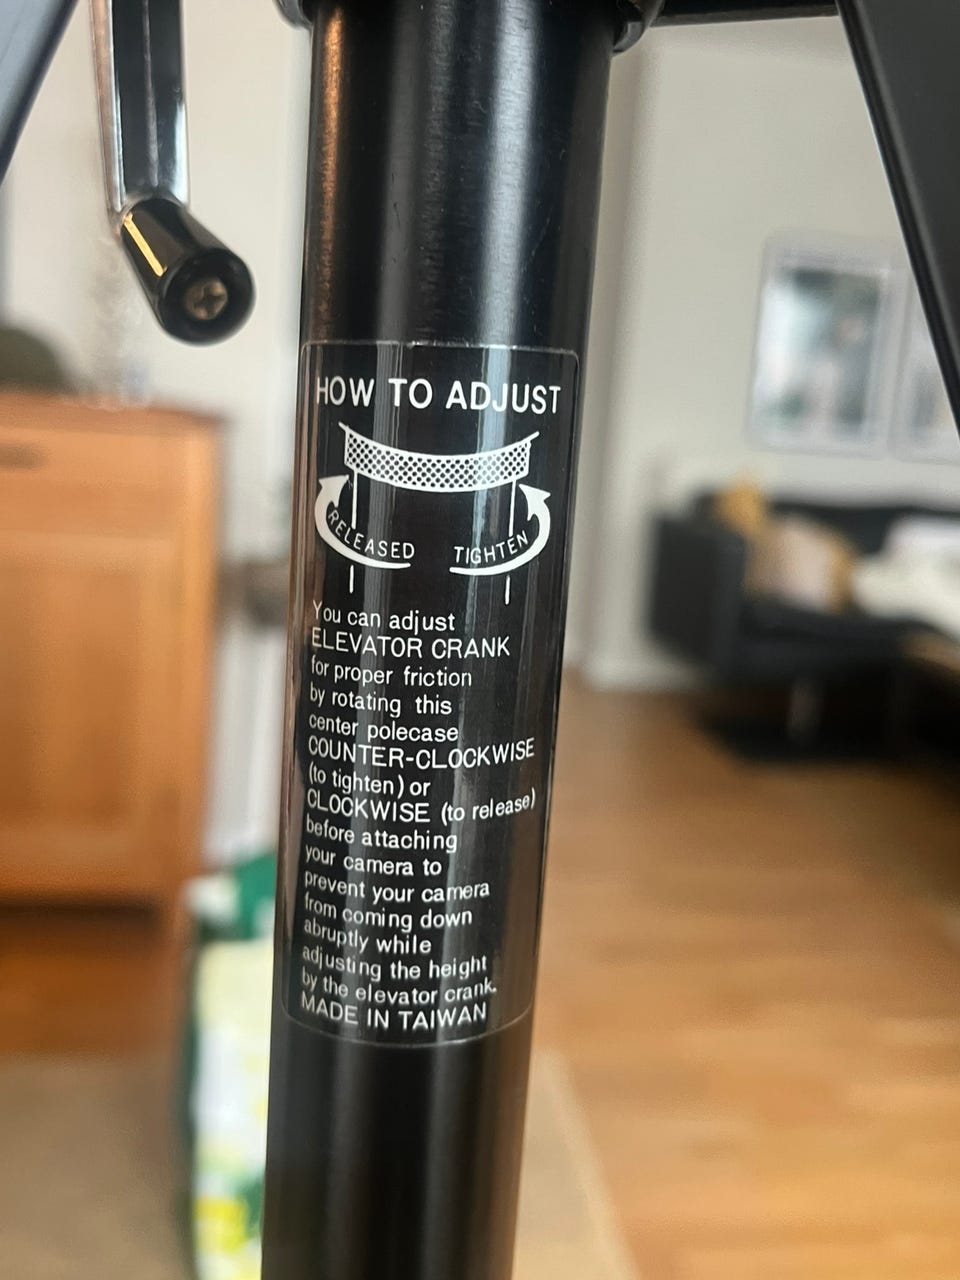 HOW TO ADJUST
RELEASED
TIGHTEN
You can adjust
ELEVATOR CRANK
for proper friction
by rotating this
center polecase
COUNTER-CLOCKWISE
(to tighten) or
CLOCKWISE (to release)
before attaching
your camera to
prevent your camera
from coming down
abruptly while
adjusting the height
by the elevator crank.
MADE IN TAIWAN